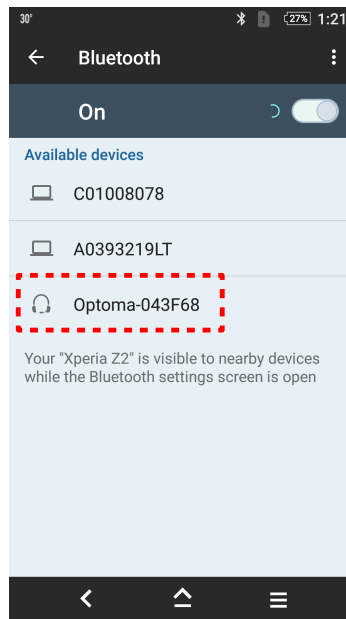 30°
27% 1:21
Bluetooth
On
Available devices
C01008078
A0393219LT
Optoma-043F68
Your "Xperia Z2" is visible to nearby devices
while the Bluetooth settings screen is open